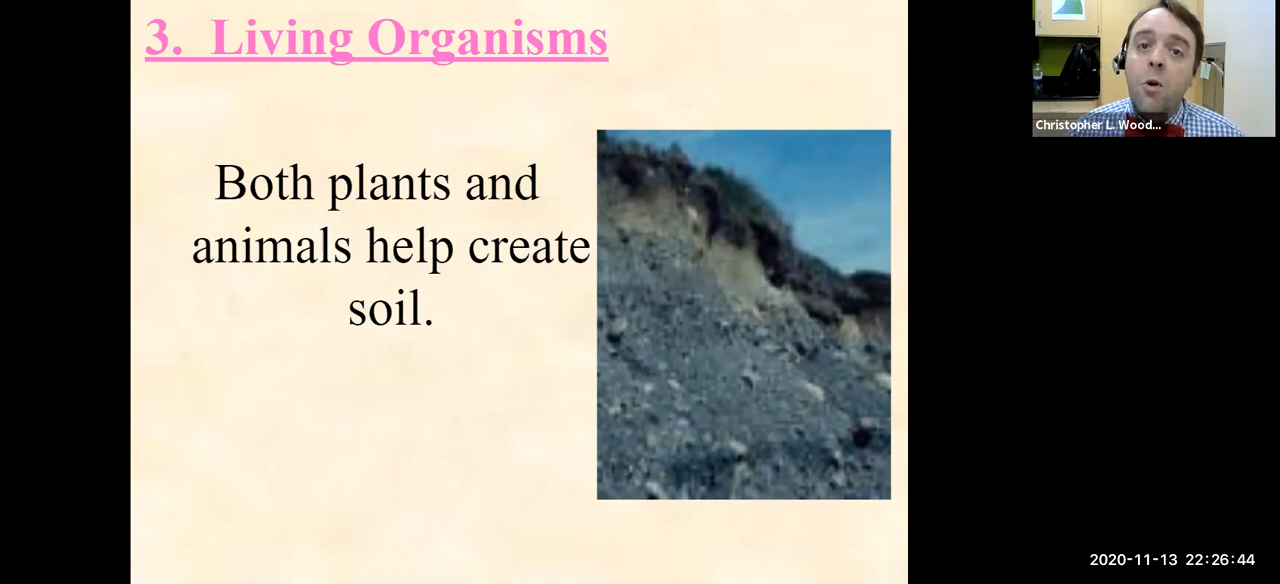 3. Living Organisms
Both plants and
animals help create
soil.
Christopher L. Wood...
2020-11-13 22:26:44